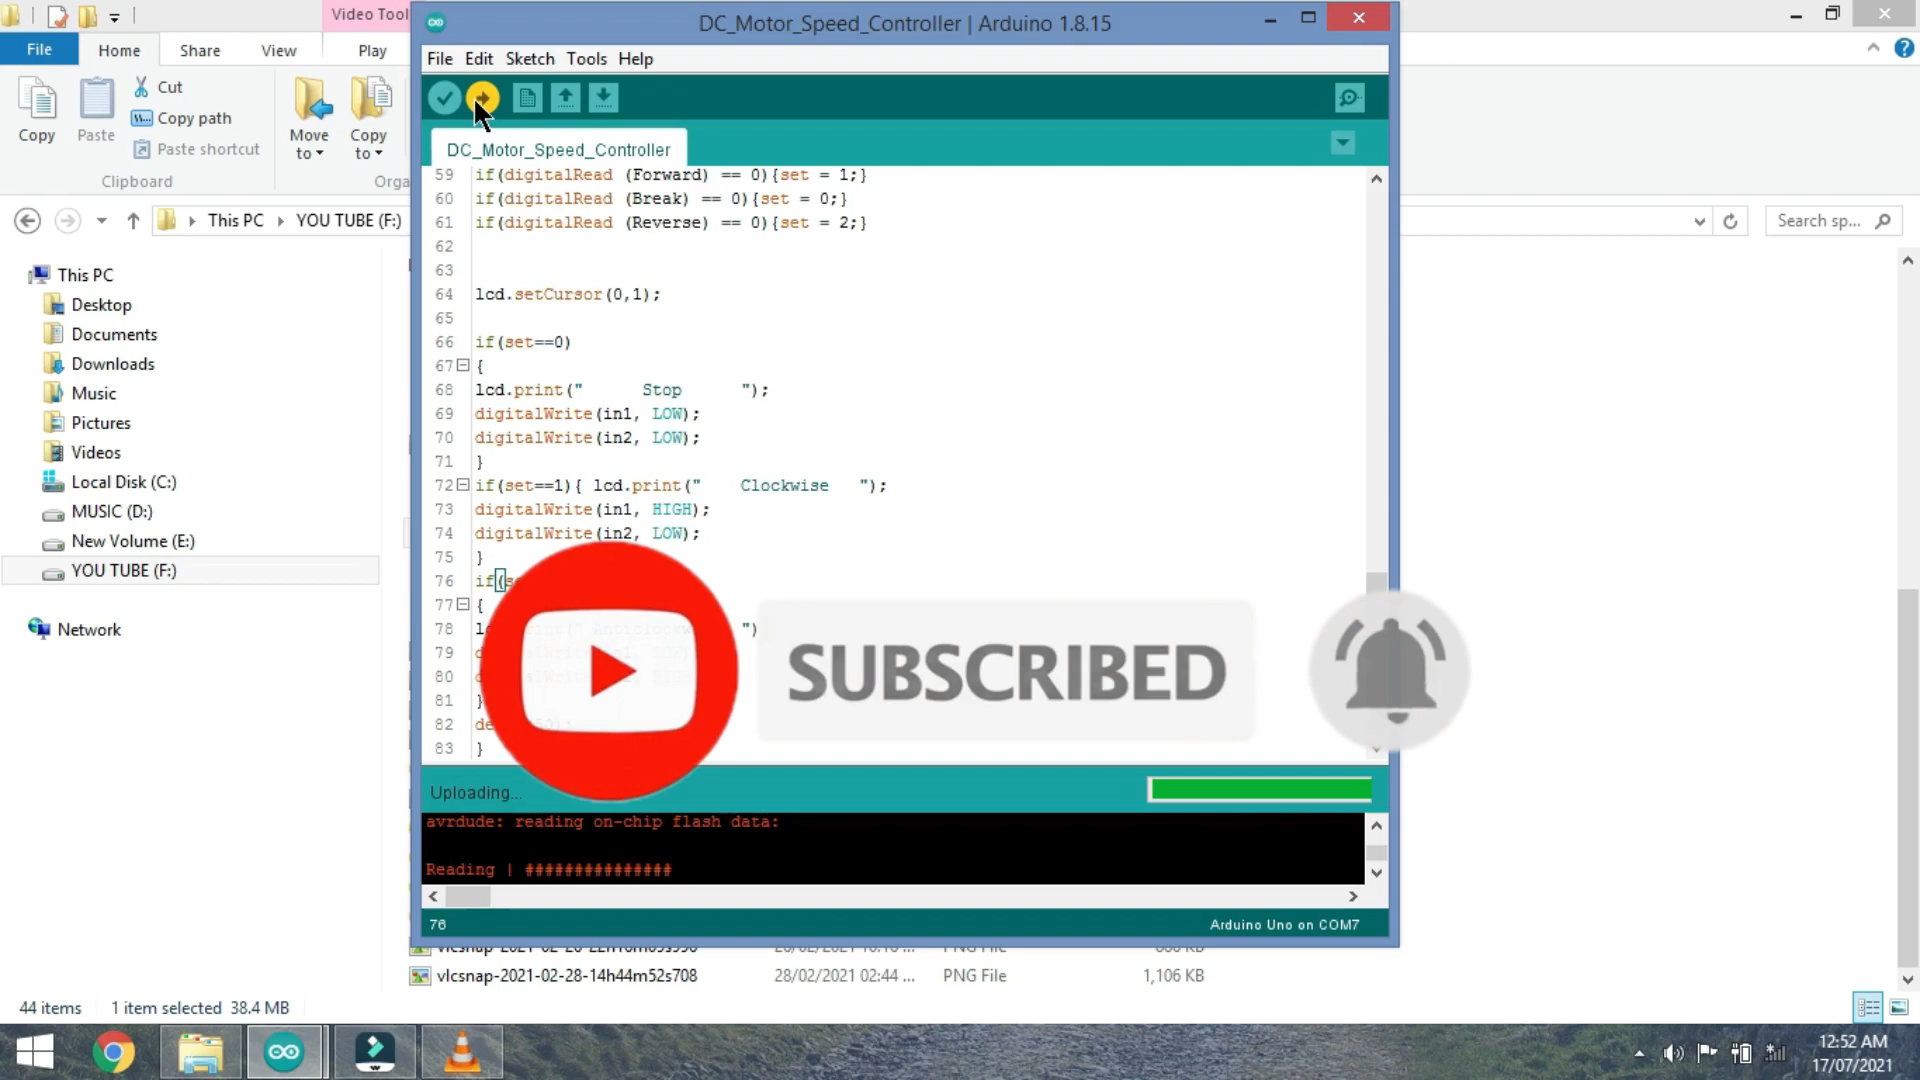 Video Tool
DC_Motor_Speed_Controller | Arduino 1.8.15
File
Home
Share
View
Play
File Edit Sketch Tools Help
Copy
Paste
Cut
Copy path
Paste shortcut
Move to
Copy to
Clipboard
Orga
DC_Motor_Speed_Controller
This PC
YOU TUBE (F:)
Search sp...
This PC
Desktop
Documents
Downloads
Music
Pictures
Videos
Local Disk (C:)
MUSIC (D:)
New Volume (E:)
YOU TUBE (F:)
Network
59 if(digitalRead (Forward) == 0){set = 1;}
60 if(digitalRead (Break) == 0){set = 0;}
61 if(digitalRead (Reverse) == 0){set = 2;}
62
63
64 lcd.setCursor(0,1);
65
66 if(set==0)
67 {
68 lcd.print("      Stop      ");
69 digitalWrite(in1, LOW);
70 digitalWrite(in2, LOW);
71 }
72 if(set==1){ lcd.print("    Clockwise   ");
73 digitalWrite(in1, HIGH);
74 digitalWrite(in2, LOW);
75 }
76 if(s
77 {
78 l ")
79 d
80
81 }
82 de
83 }
SUBSCRIBED
Uploading...
avrdude: reading on-chip flash data:
Reading | ###############
76
Arduino Uno on COM7
vlcsnap-2021-02-28-14h44m52s708 28/02/2021 02:44 ... PNG File 1,106 KB
44 items 1 item selected 38.4 MB
12:52 AM
17/07/2021